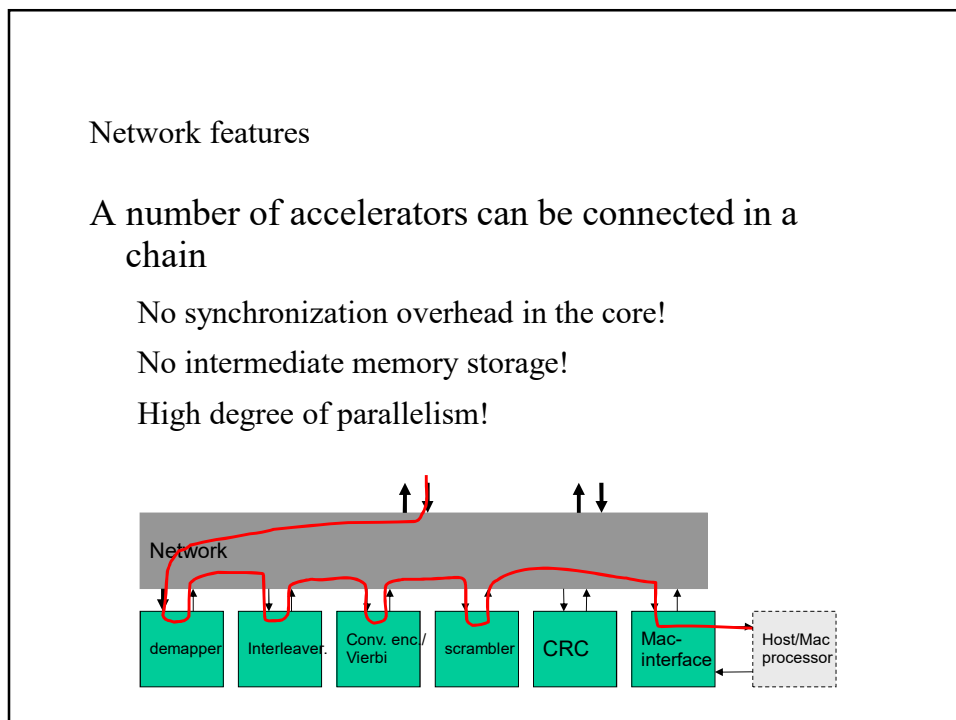 Network features
A number of accelerators can be connected in a
chain
No synchronization overhead in the core!
No intermediate memory storage!
High degree of parallelism!
Network
demapper
Interleaver.
Conv. enc./
Vierbi
scrambler
CRC
Mac-
interface
Host/Mac
processor